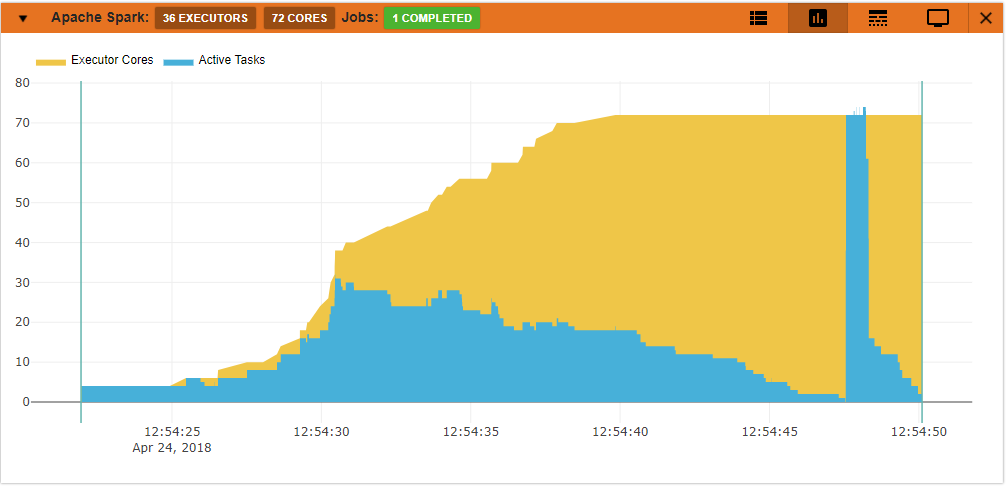 Apache Spark: 36 EXECUTORS 72 CORES Jobs: 1 COMPLETED
Executor Cores Active Tasks
80
70
60
50
40
30
20
10
0
12:54:25 12:54:30 12:54:35 12:54:40 12:54:45 12:54:50
Apr 24, 2018